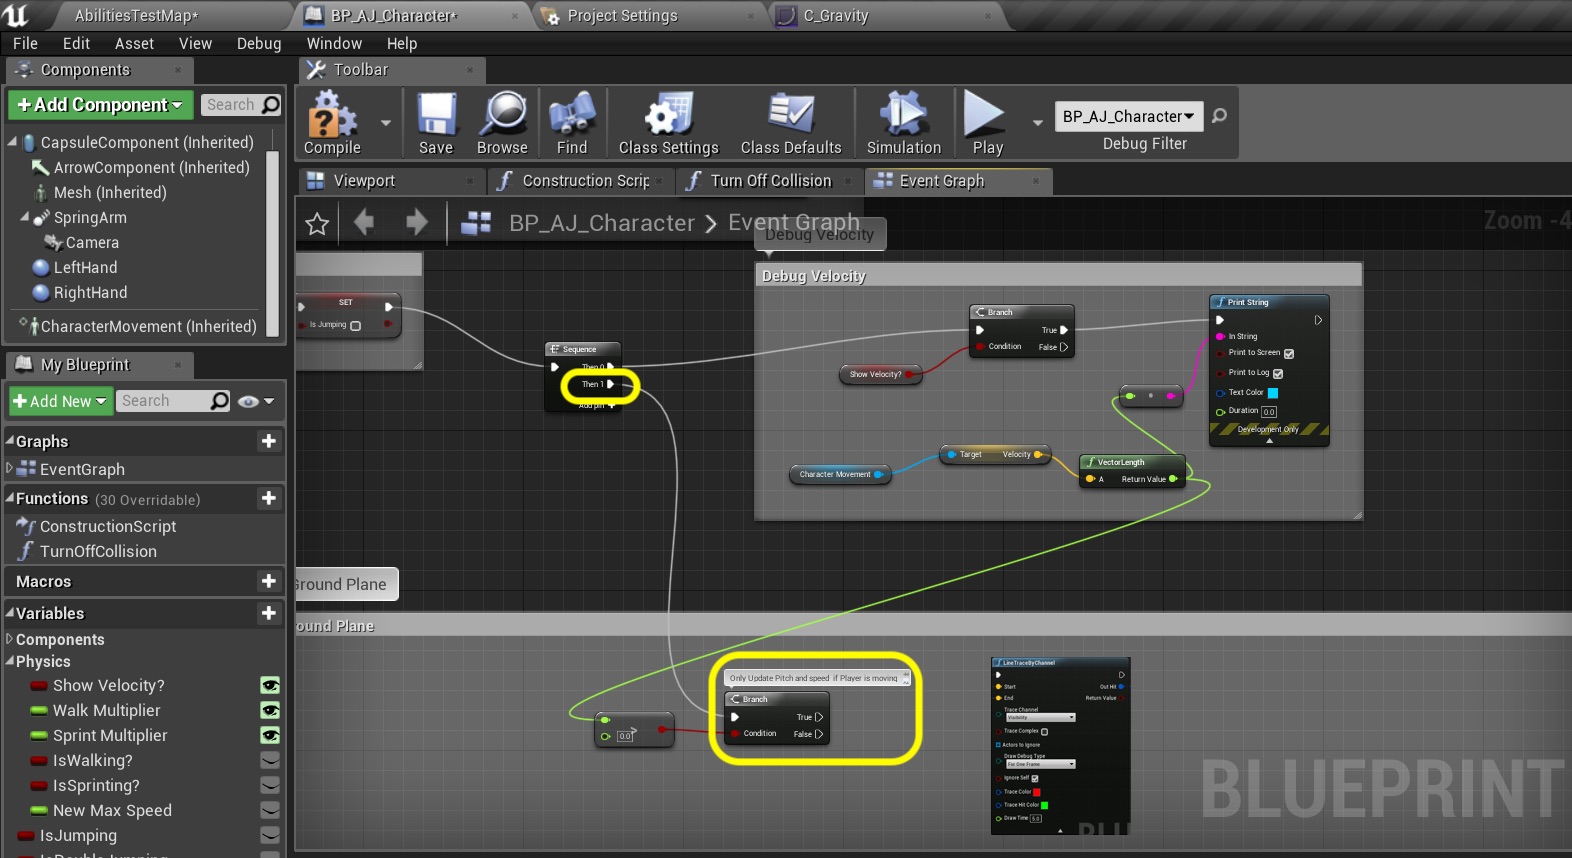 AbilitiesTestMap*
BP_AJ_Character*
Project Settings
C_Gravity
File Edit Asset View Debug Window Help
Components
Toolbar
+Add Component
Search
CapsuleComponent (Inherited)
ArrowComponent (Inherited)
Mesh (Inherited)
SpringArm
Camera
LeftHand
RightHand
CharacterMovement (Inherited)
Compile
Save
Browse
Find
Class Settings
Class Defaults
Simulation
Play
BP_AJ_Character
Debug Filter
Viewport
Construction Scrip
Turn Off Collision
Event Graph
BP_AJ_Character > Event Graph
Zoom -4
Debug Velocity
Debug Velocity
SET
Is Jumping
Sequence
Then 0
Then 1
Add pin +
Branch
True
Condition
False
Show Velocity?
Print String
In String
Print to Screen
Print to Log
Text Color
Duration 0.0
Development Only
Character Movement
Target Velocity
VectorLength
A Return Value
My Blueprint
+Add New
Search
Graphs
EventGraph
Functions (30 Overridable)
ConstructionScript
TurnOffCollision
Macros
Variables
Components
Physics
Show Velocity?
Walk Multiplier
Sprint Multiplier
IsWalking?
IsSprinting?
New Max Speed
IsJumping
IsDoubleJumping
Ground Plane
ound Plane
Only Update Pitch and speed if Player is moving
Branch
True
Condition
False
0.0
>
LineTraceByChannel
Start
Out Hit
End
Return Value
Trace Channel
Visibility
Trace Complex
Actors to Ignore
Draw Debug Type
For One Frame
Ignore Self
Trace Color
Trace Hit Color
Draw Time 5.0
BLUEPRINT